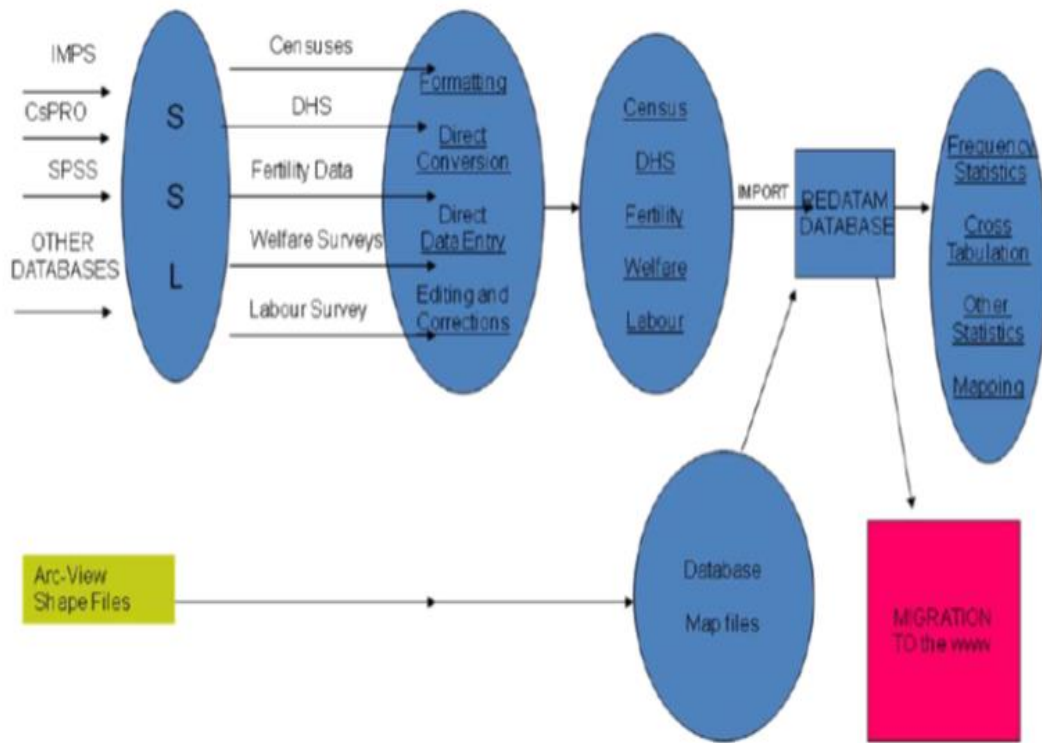 IMPS
CsPRO
SPSS
OTHER
DATABASES
S
S
L
Censuses
DHS
Fertility Data
Welfare Surveys
Labour Survey
Formatting
Direct
Conversion
Direct
Data Entry
Editing and
Corrections
Census
DHS
Fertility
Welfare
Labour
IMPORT
REDATAM
DATABASE
Frequency
Statistics
Cross
Tabulation
Other
Statistics
Mapping
Arc-View
Shape Files
Database
Map files
MIGRATION
TO the www